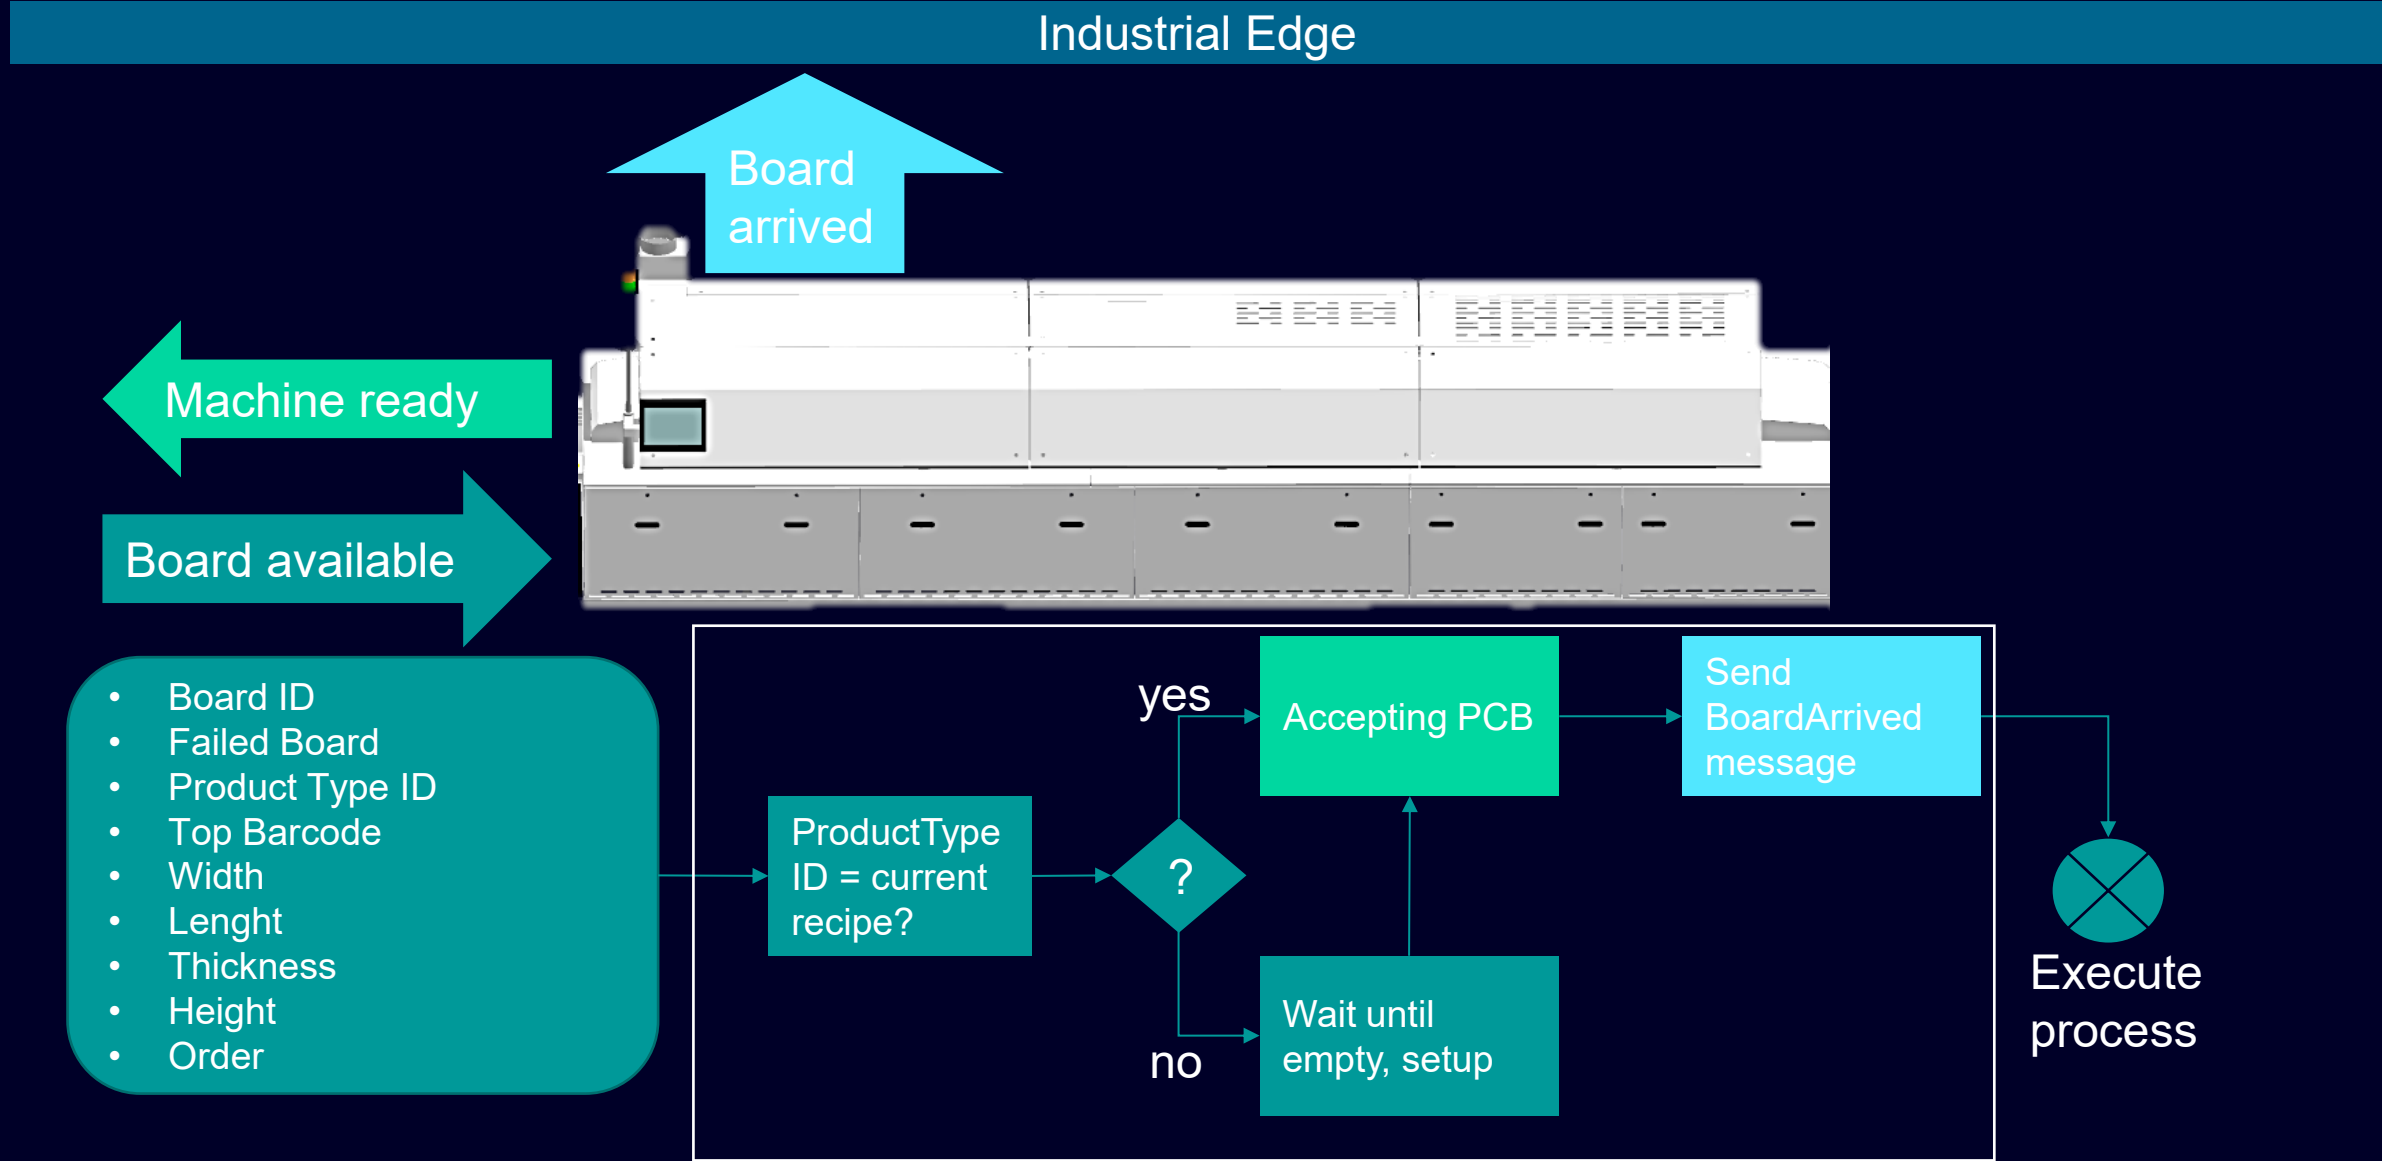 Industrial Edge
Board
arrived
Machine ready
Board available
• Board ID
• Failed Board
• Product Type ID
• Top Barcode
• Width
• Lenght
• Thickness
• Height
• Order
ProductType
ID = current
recipe?
?
yes
no
Accepting PCB
Wait until
empty, setup
Send
BoardArrived
message
Execute
process